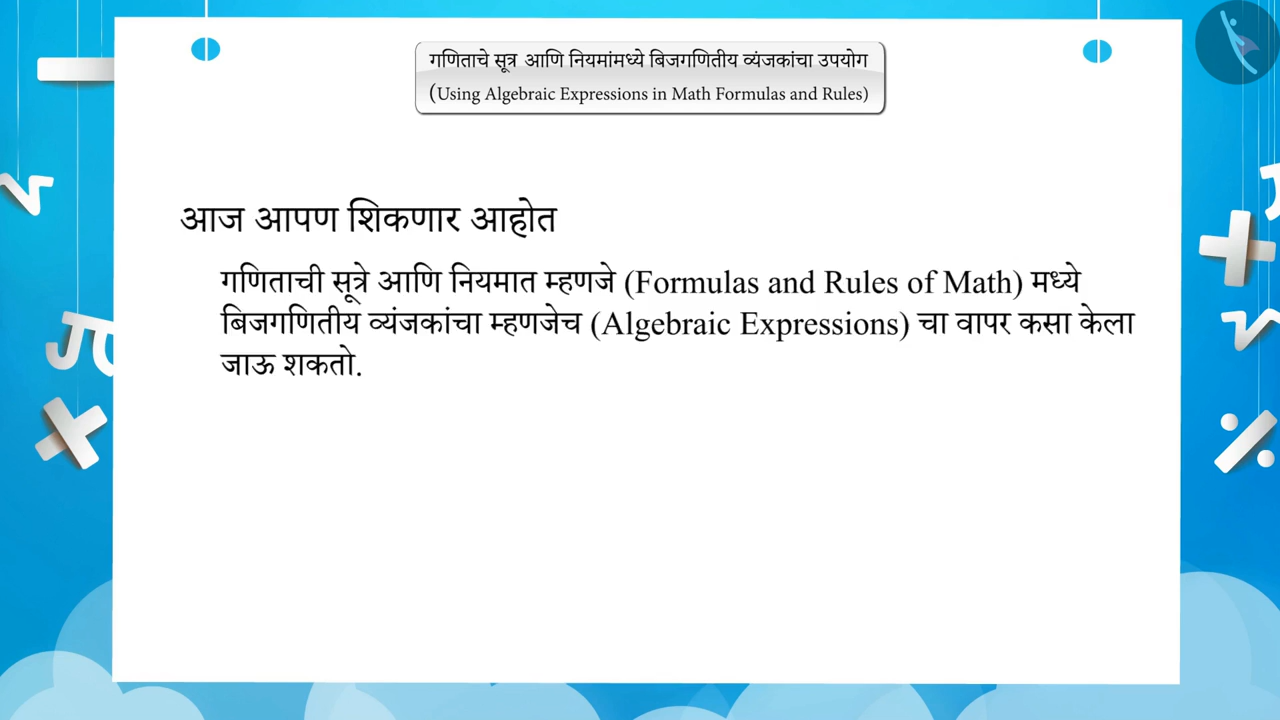 गणिताचे सूत्र आणि नियमांमध्ये बिजगणितीय व्यंजकांचा उपयोग
(Using Algebraic Expressions in Math Formulas and Rules)
आज आपण शिकणार आहोत
गणिताची सूत्रे आणि नियमात म्हणजे (Formulas and Rules of Math) मध्ये
बिजगणितीय व्यंजकांचा म्हणजेच (Algebraic Expressions) चा वापर कसा केला
जाऊ शकतो.